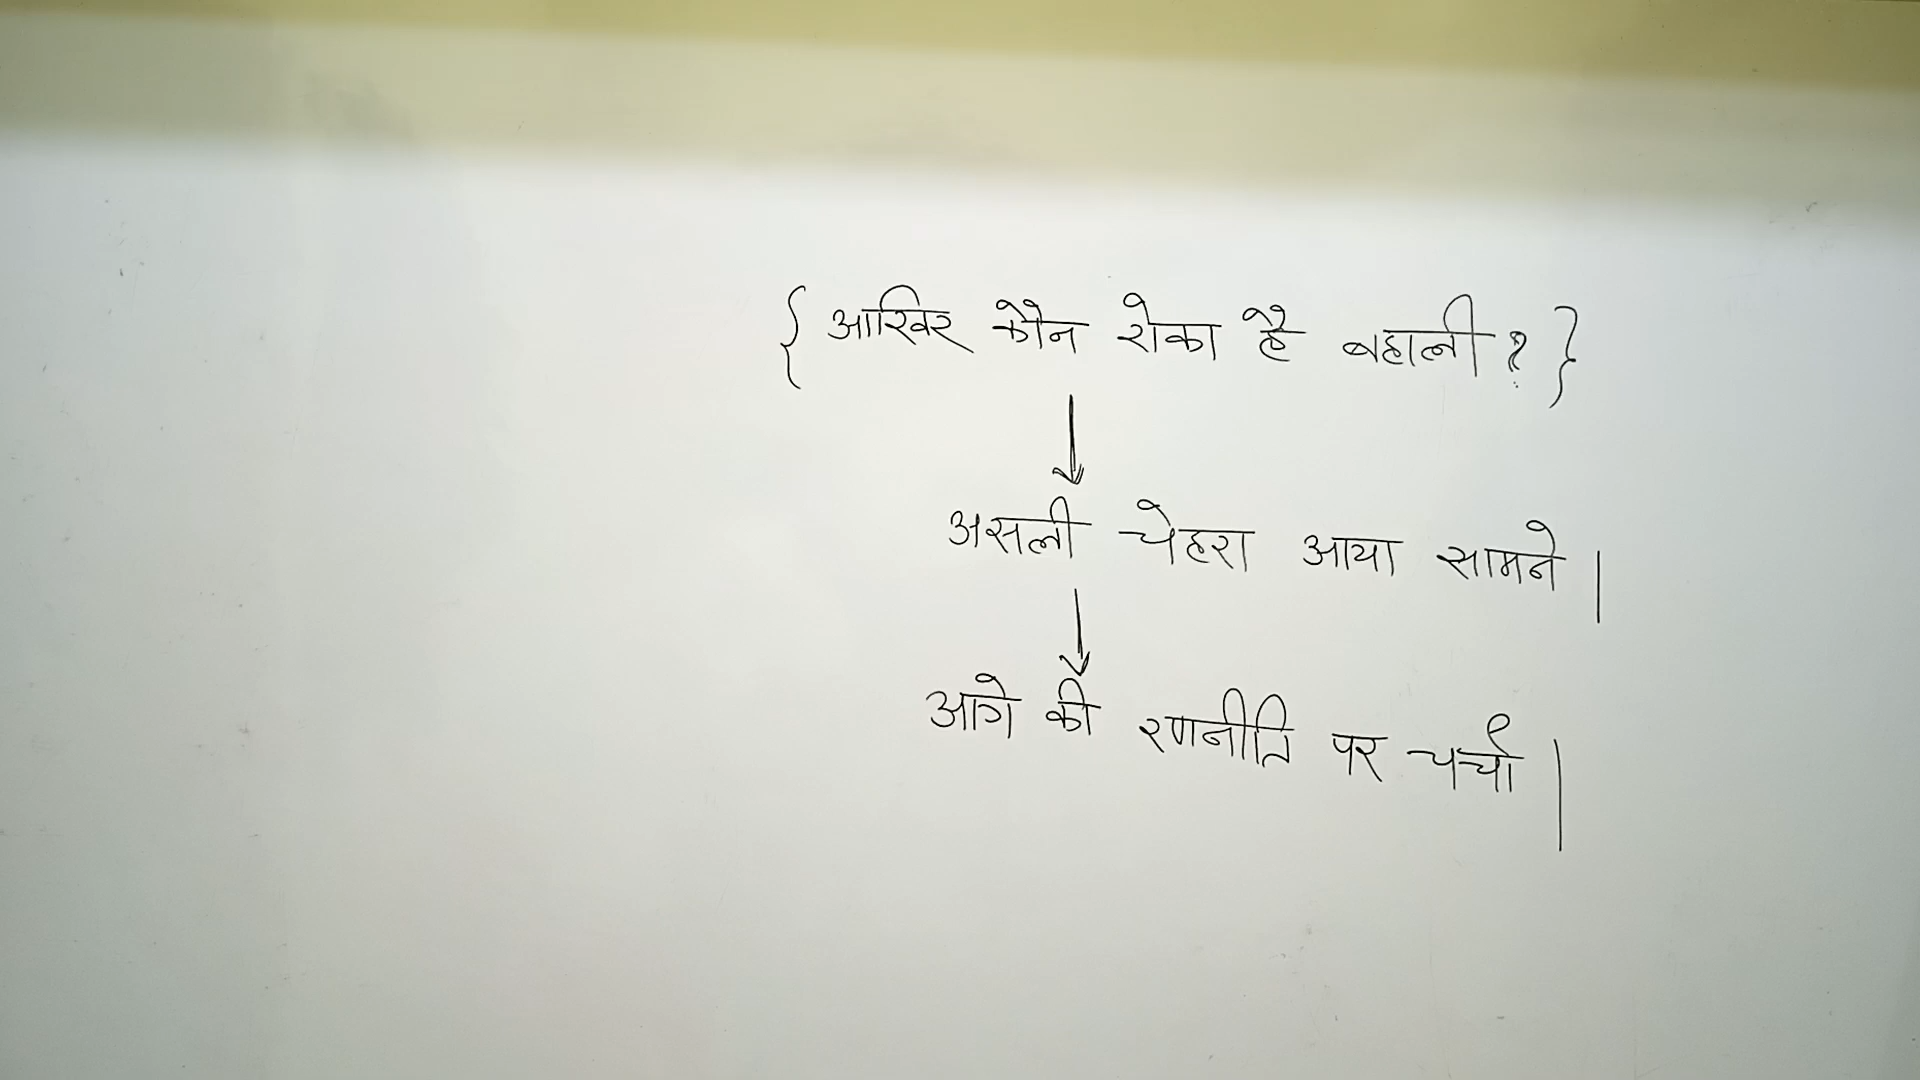 { आखिर कौन रोका है बहाली ? }
असली चेहरा आया सामने |
आगे की रणनीति पर चर्चा |